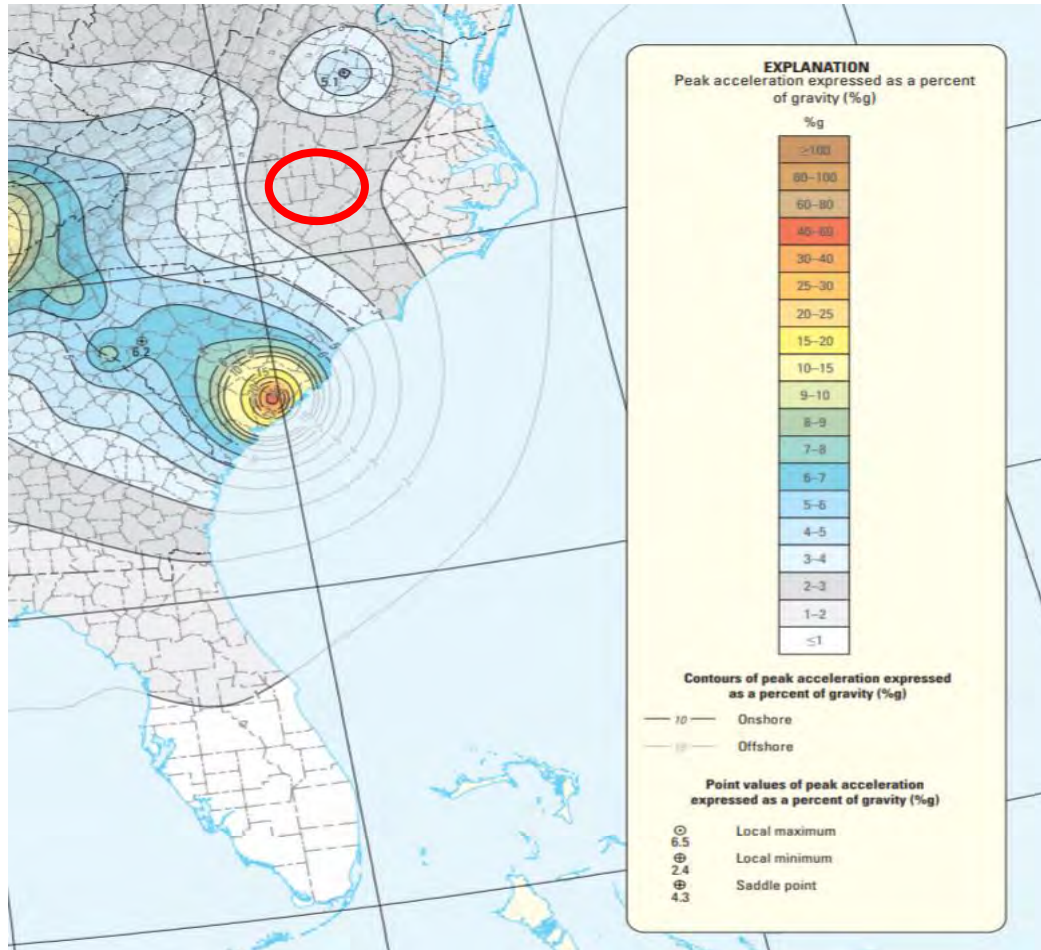 5.1
6.2
10
15
EXPLANATION
Peak acceleration expressed as a percent
of gravity (%g)
%g
≥100
80–100
60–80
40–60
30–40
25–30
20–25
15–20
10–15
9–10
8–9
7–8
6–7
5–6
4–5
3–4
2–3
1–2
≤1
Contours of peak acceleration expressed
as a percent of gravity (%g)
10 Onshore
10 Offshore
Point values of peak acceleration
expressed as a percent of gravity (%g)
Local maximum
6.5
Local minimum
2.4
Saddle point
4.3